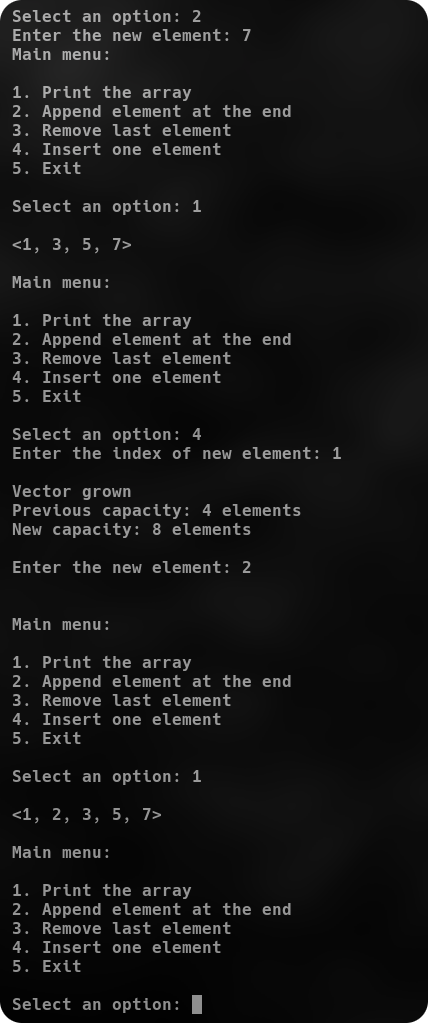 Select an option: 2
Enter the new element: 7
Main menu:
1. Print the array
2. Append element at the end
3. Remove last element
4. Insert one element
5. Exit
Select an option: 1
<1, 3, 5, 7>
Main menu:
1. Print the array
2. Append element at the end
3. Remove last element
4. Insert one element
5. Exit
Select an option: 4
Enter the index of new element: 1
Vector grown
Previous capacity: 4 elements
New capacity: 8 elements
Enter the new element: 2
Main menu:
1. Print the array
2. Append element at the end
3. Remove last element
4. Insert one element
5. Exit
Select an option: 1
<1, 2, 3, 5, 7>
Main menu:
1. Print the array
2. Append element at the end
3. Remove last element
4. Insert one element
5. Exit
Select an option: